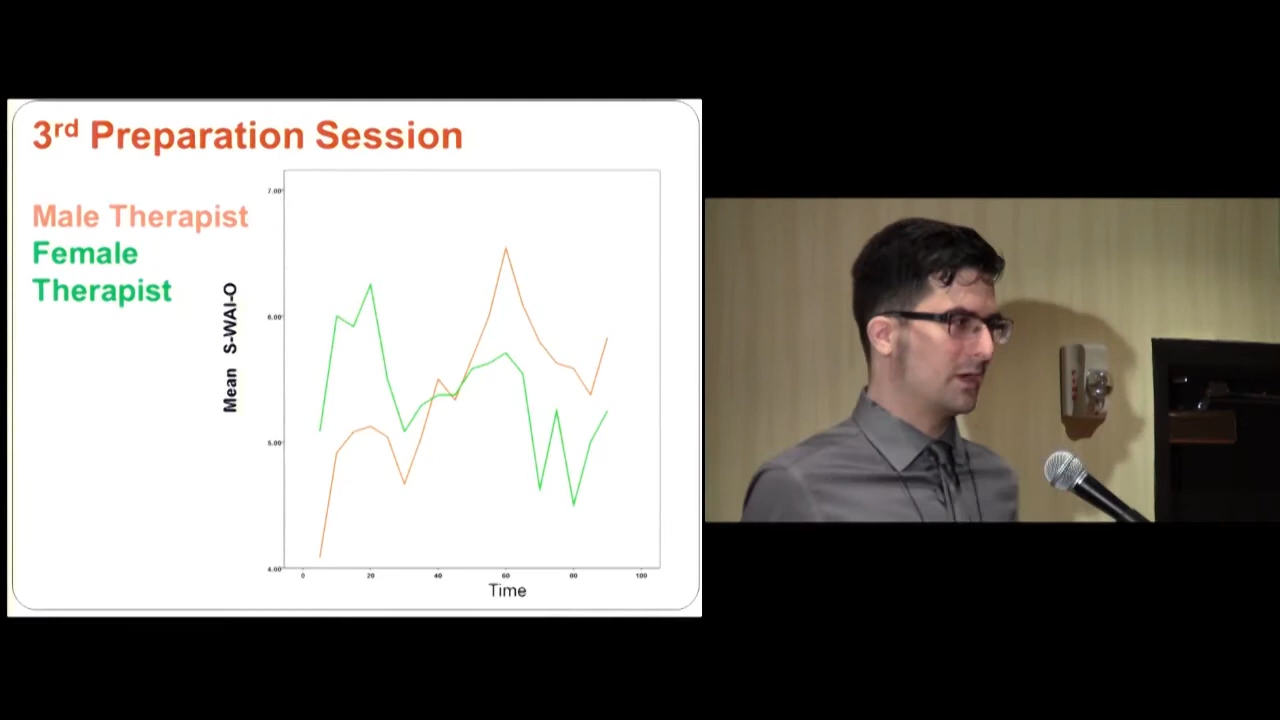 3rd Preparation Session
Male Therapist
Female
Therapist
Mean S-WAI-O
7.00
6.00
5.00
4.00
0
20
40
60
80
100
Time